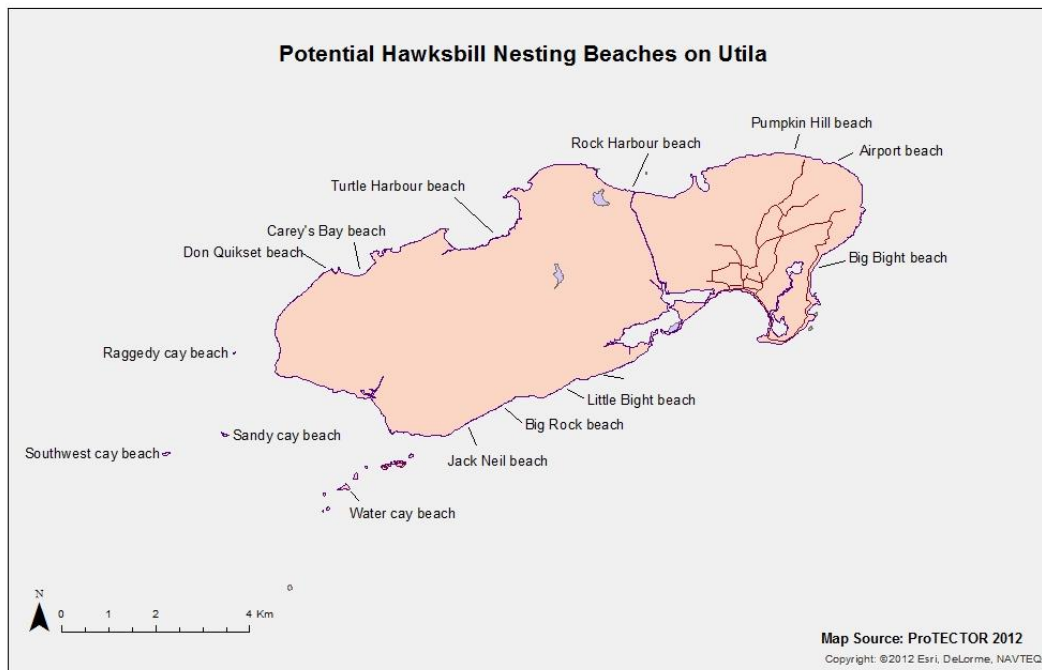 Potential Hawksbill Nesting Beaches on Utila
Pumpkin Hill beach
Rock Harbour beach
Airport beach
Turtle Harbour beach
Carey's Bay beach
Don Quikset beach
Big Bight beach
Raggedy cay beach
Little Bight beach
Big Rock beach
Sandy cay beach
Southwest cay beach
Jack Neil beach
Water cay beach
N
0 1 2 4 Km
Map Source: ProTECTOR 2012
Copyright: ©2012 Esri, DeLorme, NAVTEQ